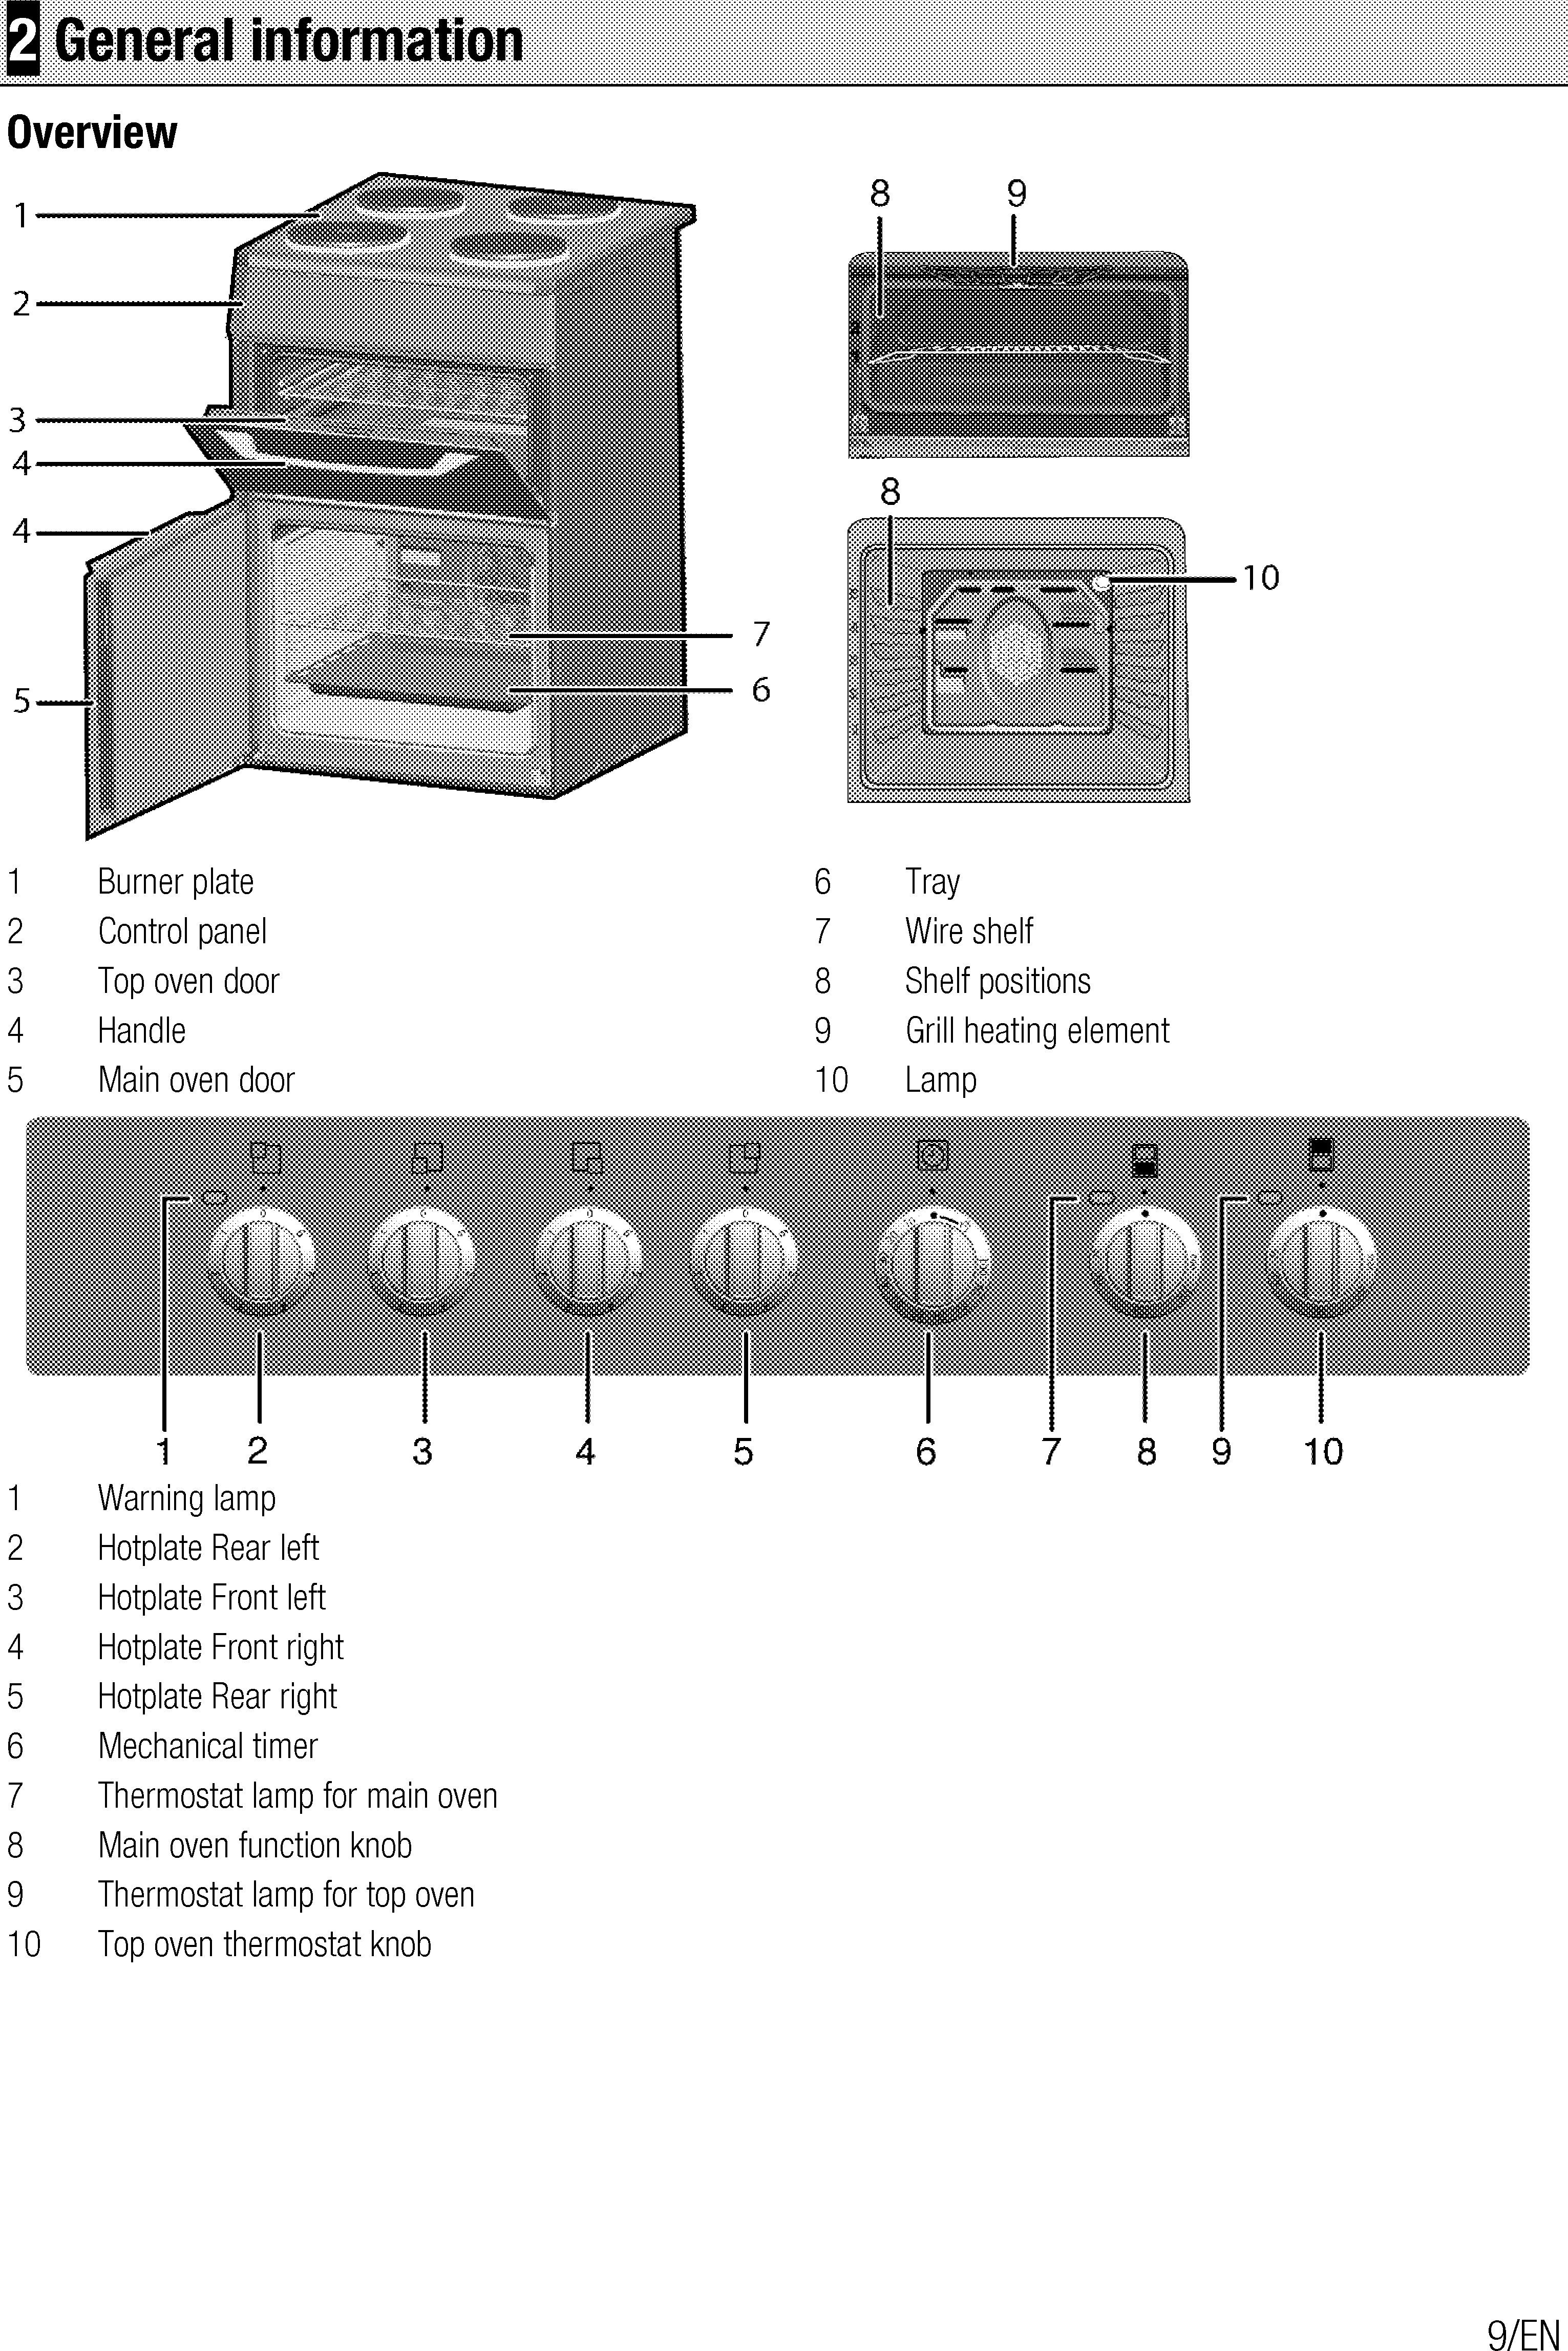 2 General information
Overview
8 9
1
2
3
4
4
5
8
10
7
6
1 Burner plate
2 Control panel
3 Top oven door
4 Handle
5 Main oven door
6 Tray
7 Wire shelf
8 Shelf positions
9 Grill heating element
10 Lamp
0 0 0 0
1 2 3 4 5 6 7 8 9 10
1 Warning lamp
2 Hotplate Rear left
3 Hotplate Front left
4 Hotplate Front right
5 Hotplate Rear right
6 Mechanical timer
7 Thermostat lamp for main oven
8 Main oven function knob
9 Thermostat lamp for top oven
10 Top oven thermostat knob
9/EN